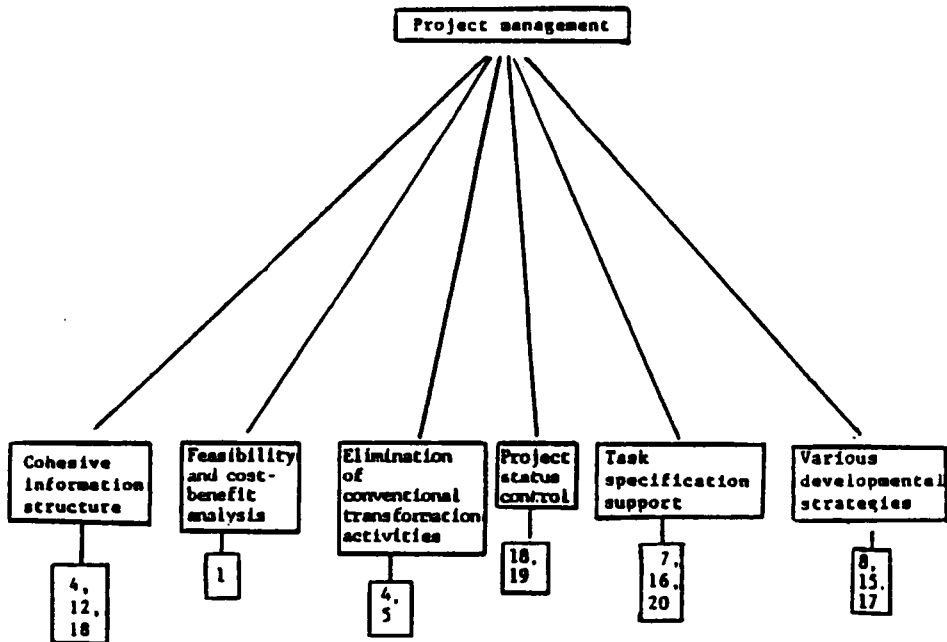 Project management
Cohesive
information
structure
Feasibility
and cost-
benefit
analysis
Elimination
of
conventional
transformation
activities
Project
status
control
Task
specification
support
Various
developmental
strategies
4,
12,
18
1
4,
5
18,
19
7,
16,
20
8,
15.
17